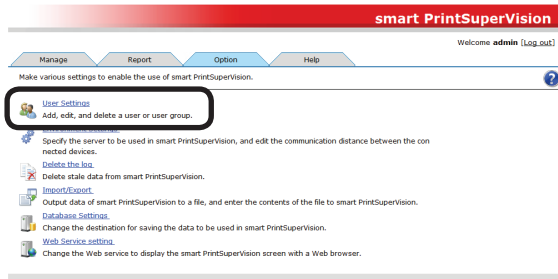 smart PrintSuperVision
Welcome admin [Log out]
Manage Report Option Help
Make various settings to enable the use of smart PrintSuperVision.
?
User Settings
Add, edit, and delete a user or user group.
Environment Settings
Specify the server to be used in smart PrintSuperVision, and edit the communication distance between the con
nected devices.
Delete the log
Delete stale data from smart PrintSuperVision.
Import/Export
Output data of smart PrintSuperVision to a file, and enter the contents of the file to smart PrintSuperVision.
Database Settings
Change the destination for saving the data to be used in smart PrintSuperVision.
Web Service setting
Change the Web service to display the smart PrintSuperVision screen with a Web browser.